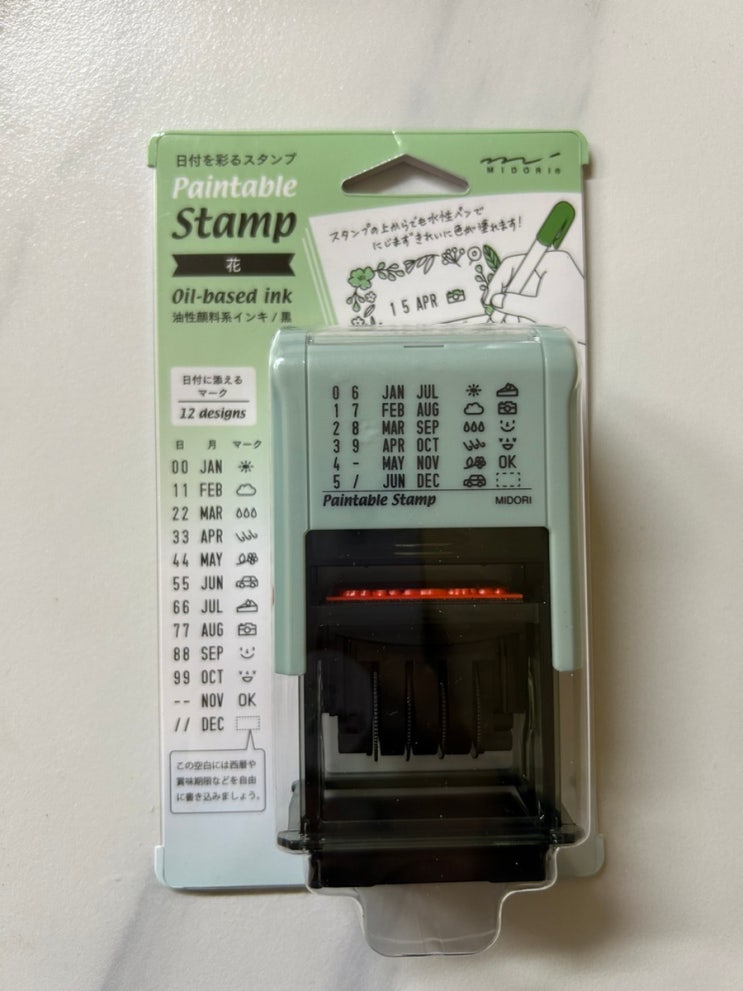 日付を彩るスタンプ
MIDORI®
Paintable
Stamp
花
Oil-based ink
油性顔料系インキ / 黒
スタンプの上からでも水性ペンで
にじまずきれいに色が塗れます!
15 APR
日付に添える
マーク
12 designs
日 月 マーク
00 JAN
11 FEB
22 MAR
33 APR
44 MAY
55 JUN
66 JUL
77 AUG
88 SEP
99 OCT
-- NOV OK
// DEC
この空白には西暦や
賞味期限などを自由
に書き込みましょう。
0 6 JAN JUL
1 7 FEB AUG
2 8 MAR SEP
3 9 APR OCT
4 - MAY NOV OK
5 / JUN DEC
Paintable Stamp MIDORI